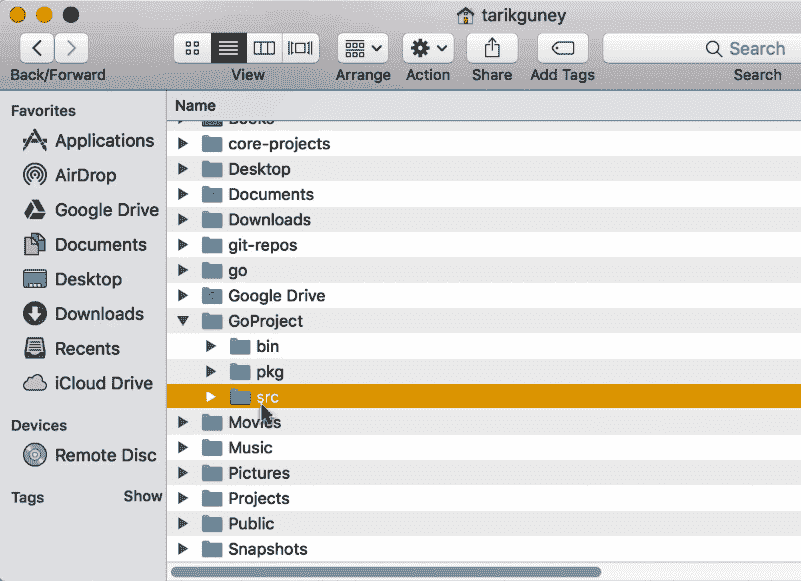 tarikguney
Search
Back/Forward
View
Arrange
Action
Share
Add Tags
Search
Favorites
Applications
AirDrop
Google Drive
Documents
Desktop
Downloads
Recents
iCloud Drive
Devices
Remote Disc
Tags
Show
Name
Books
core-projects
Desktop
Documents
Downloads
git-repos
go
Google Drive
GoProject
bin
pkg
src
Movies
Music
Pictures
Projects
Public
Snapshots